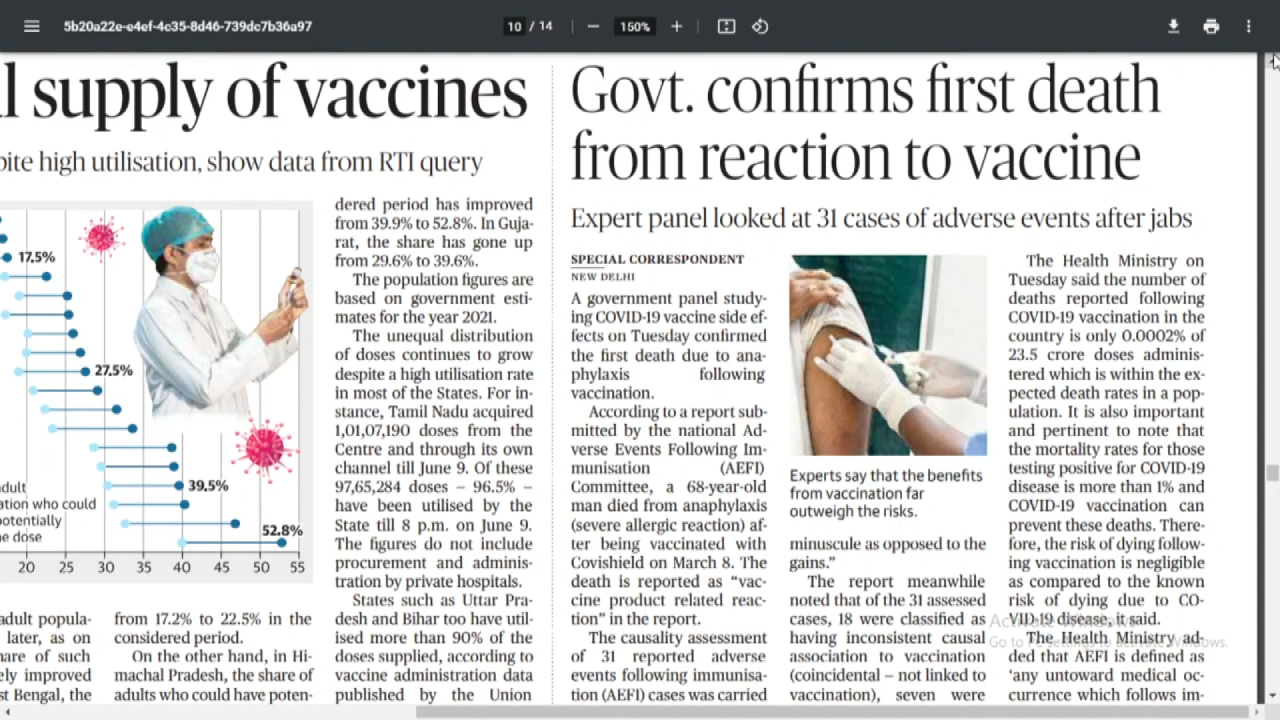 5b20a22e-e4ef-4c35-8d46-739dc7b36a97
10 / 14
150%
l supply of vaccines
pite high utilisation, show data from RTI query
17.5%
27.5%
39.5%
52.8%
adult
ation who could
potentially
ne dose
20 25 30 35 40 45 50 55
adult popula-
later, as on
hare of such
ely improved
st Bengal, the
from 17.2% to 22.5% in the
considered period.
On the other hand, in Hi-
machal Pradesh, the share of
adults who could have poten-
dered period has improved
from 39.9% to 52.8%. In Guja-
rat, the share has gone up
from 29.6% to 39.6%.
The population figures are
based on government esti-
mates for the year 2021.
The unequal distribution
of doses continues to grow
despite a high utilisation rate
in most of the States. For in-
stance, Tamil Nadu acquired
1,01,07,190 doses from the
Centre and through its own
channel till June 9. Of these
97,65,284 doses – 96.5% –
have been utilised by the
State till 8 p.m. on June 9.
The figures do not include
procurement and adminis-
tration by private hospitals.
States such as Uttar Pra-
desh and Bihar too have util-
ised more than 90% of the
doses supplied, according to
vaccine administration data
published by the Union
Govt. confirms first death
from reaction to vaccine
Expert panel looked at 31 cases of adverse events after jabs
SPECIAL CORRESPONDENT
NEW DELHI
A government panel study-
ing COVID-19 vaccine side ef-
fects on Tuesday confirmed
the first death due to ana-
phylaxis following
vaccination.
According to a report sub-
mitted by the national Ad-
verse Events Following Im-
munisation (AEFI)
Committee, a 68-year-old
man died from anaphylaxis
(severe allergic reaction) af-
ter being vaccinated with
Covishield on March 8. The
death is reported as “vac-
cine product related reac-
tion” in the report.
The causality assessment
of 31 reported adverse
events following immunisa-
tion (AEFI) cases was carried
Experts say that the benefits
from vaccination far
outweigh the risks.
minuscule as opposed to the
gains.”
The report meanwhile
noted that of the 31 assessed
cases, 18 were classified as
having inconsistent causal
association to vaccination
(coincidental – not linked to
vaccination), seven were
The Health Ministry on
Tuesday said the number of
deaths reported following
COVID-19 vaccination in the
country is only 0.0002% of
23.5 crore doses adminis-
tered which is within the ex-
pected death rates in a pop-
ulation. It is also important
and pertinent to note that
the mortality rates for those
testing positive for COVID-19
disease is more than 1% and
COVID-19 vaccination can
prevent these deaths. There-
fore, the risk of dying follow-
ing vaccination is negligible
as compared to the known
risk of dying due to CO-
VID-19 disease, it said.
The Health Ministry ad-
ded that AEFI is defined as
‘any untoward medical oc-
currence which follows im-
Activate Windows
Go to PC settings to activate Windows.